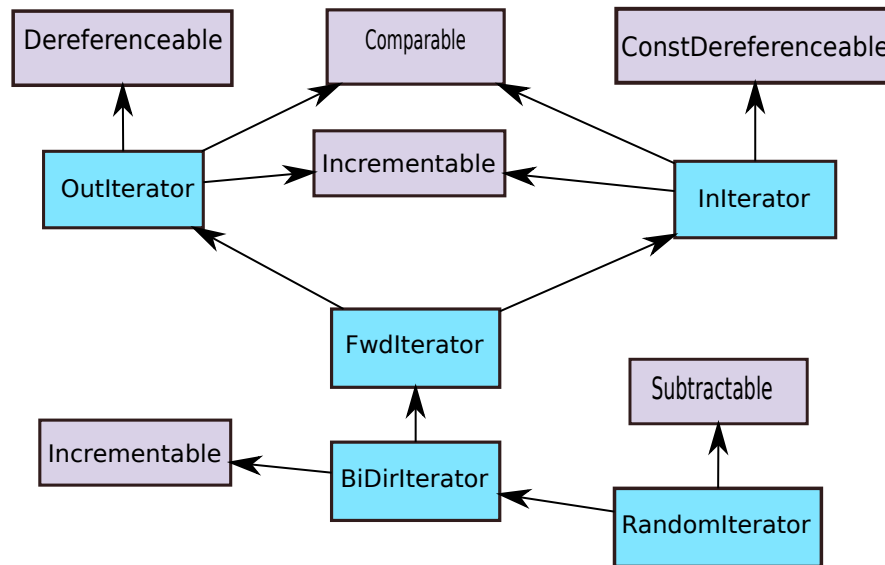 Dereferenceable
Comparable
ConstDereferenceable
Incrementable
OutIterator
InIterator
FwdIterator
Subtractable
Incrementable
BiDirIterator
RandomIterator